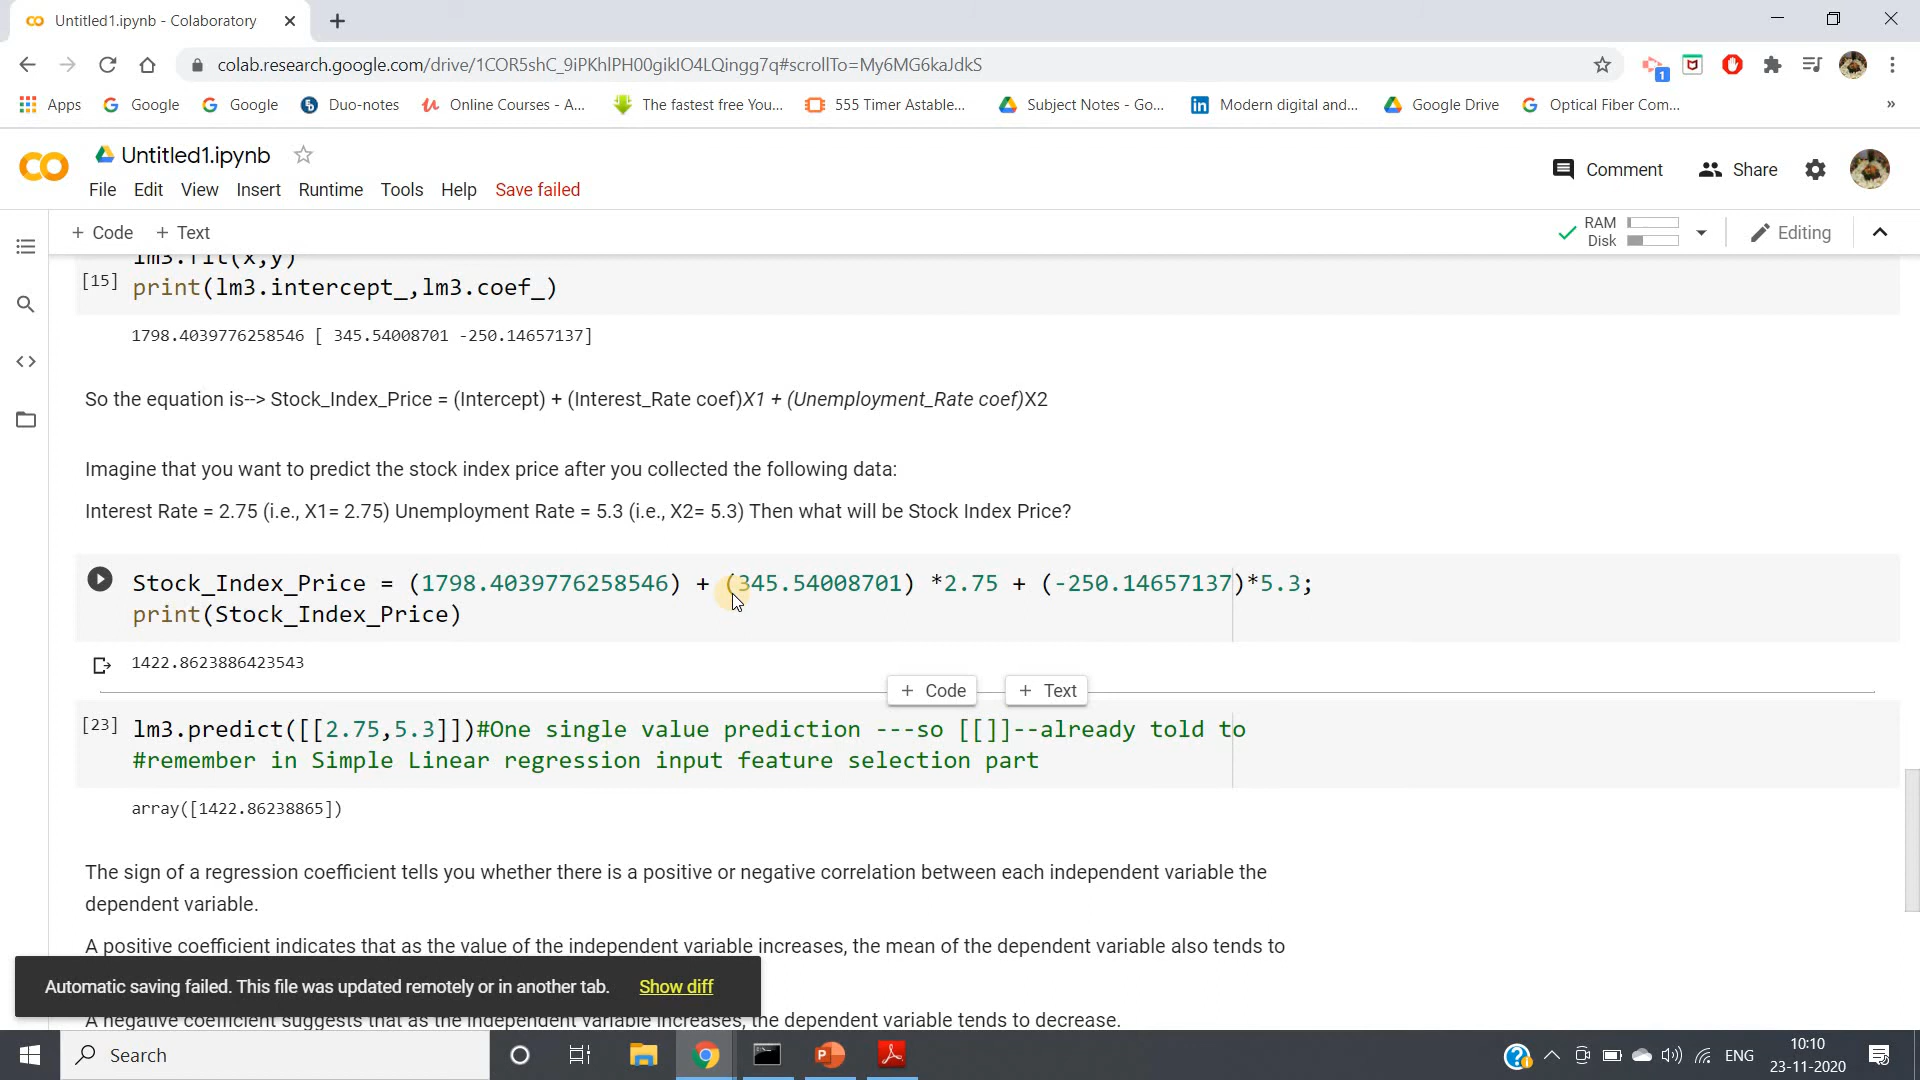 Untitled1.ipynb - Colaboratory
colab.research.google.com/drive/1COR5shC_9iPKhlPH00gikIO4LQingg7q#scrollTo=My6MG6kaJdkS
1
Apps Google Google Duo-notes Online Courses - A... The fastest free You... 555 Timer Astable... Subject Notes - Go... Modern digital and... Google Drive Optical Fiber Com... »
Untitled1.ipynb
Comment Share
File Edit View Insert Runtime Tools Help Save failed
+ Code + Text
RAM
Disk
Editing
lm3.fit(x,y)
[15] print(lm3.intercept_,lm3.coef_)
1798.4039776258546 [ 345.54008701 -250.14657137]
So the equation is--> Stock_Index_Price = (Intercept) + (Interest_Rate coef)X1 + (Unemployment_Rate coef)X2
Imagine that you want to predict the stock index price after you collected the following data:
Interest Rate = 2.75 (i.e., X1= 2.75) Unemployment Rate = 5.3 (i.e., X2= 5.3) Then what will be Stock Index Price?
Stock_Index_Price = (1798.4039776258546) + (345.54008701) *2.75 + (-250.14657137)*5.3;
print(Stock_Index_Price)
1422.8623886423543
+ Code + Text
[23] lm3.predict([[2.75,5.3]])#One single value prediction ---so [[]]--already told to
#remember in Simple Linear regression input feature selection part
array([1422.86238865])
The sign of a regression coefficient tells you whether there is a positive or negative correlation between each independent variable the
dependent variable.
A positive coefficient indicates that as the value of the independent variable increases, the mean of the dependent variable also tends to
Automatic saving failed. This file was updated remotely or in another tab. Show diff
A negative coefficient suggests that as the independent variable increases, the dependent variable tends to decrease.
Search
ENG
10:10
23-11-2020